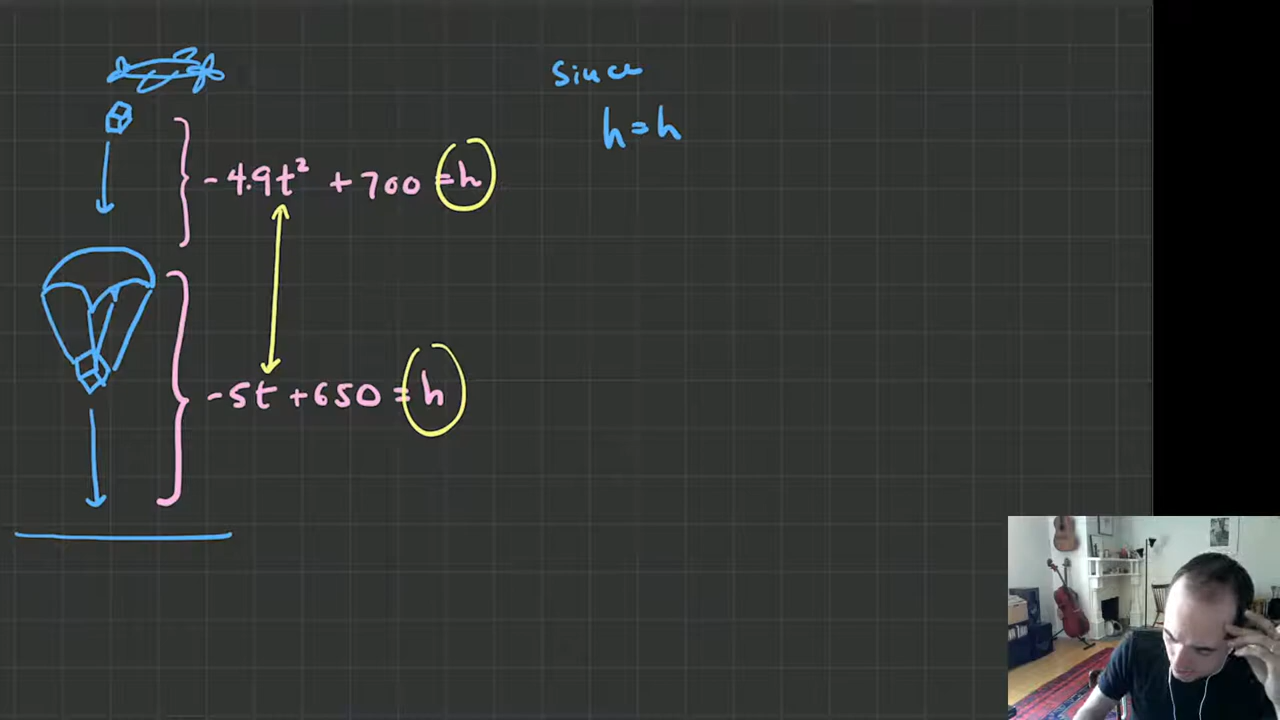 Since
h=h
-4.9t² +700 =h
-5t +650 = h